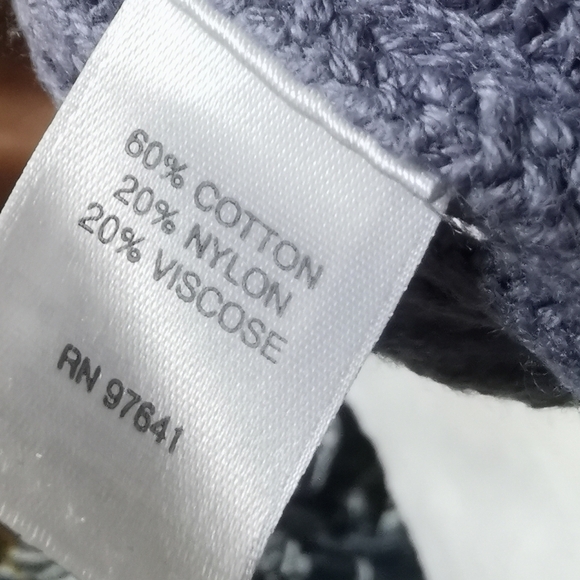 60% COTTON
20% NYLON
20% VISCOSE
RN 97641